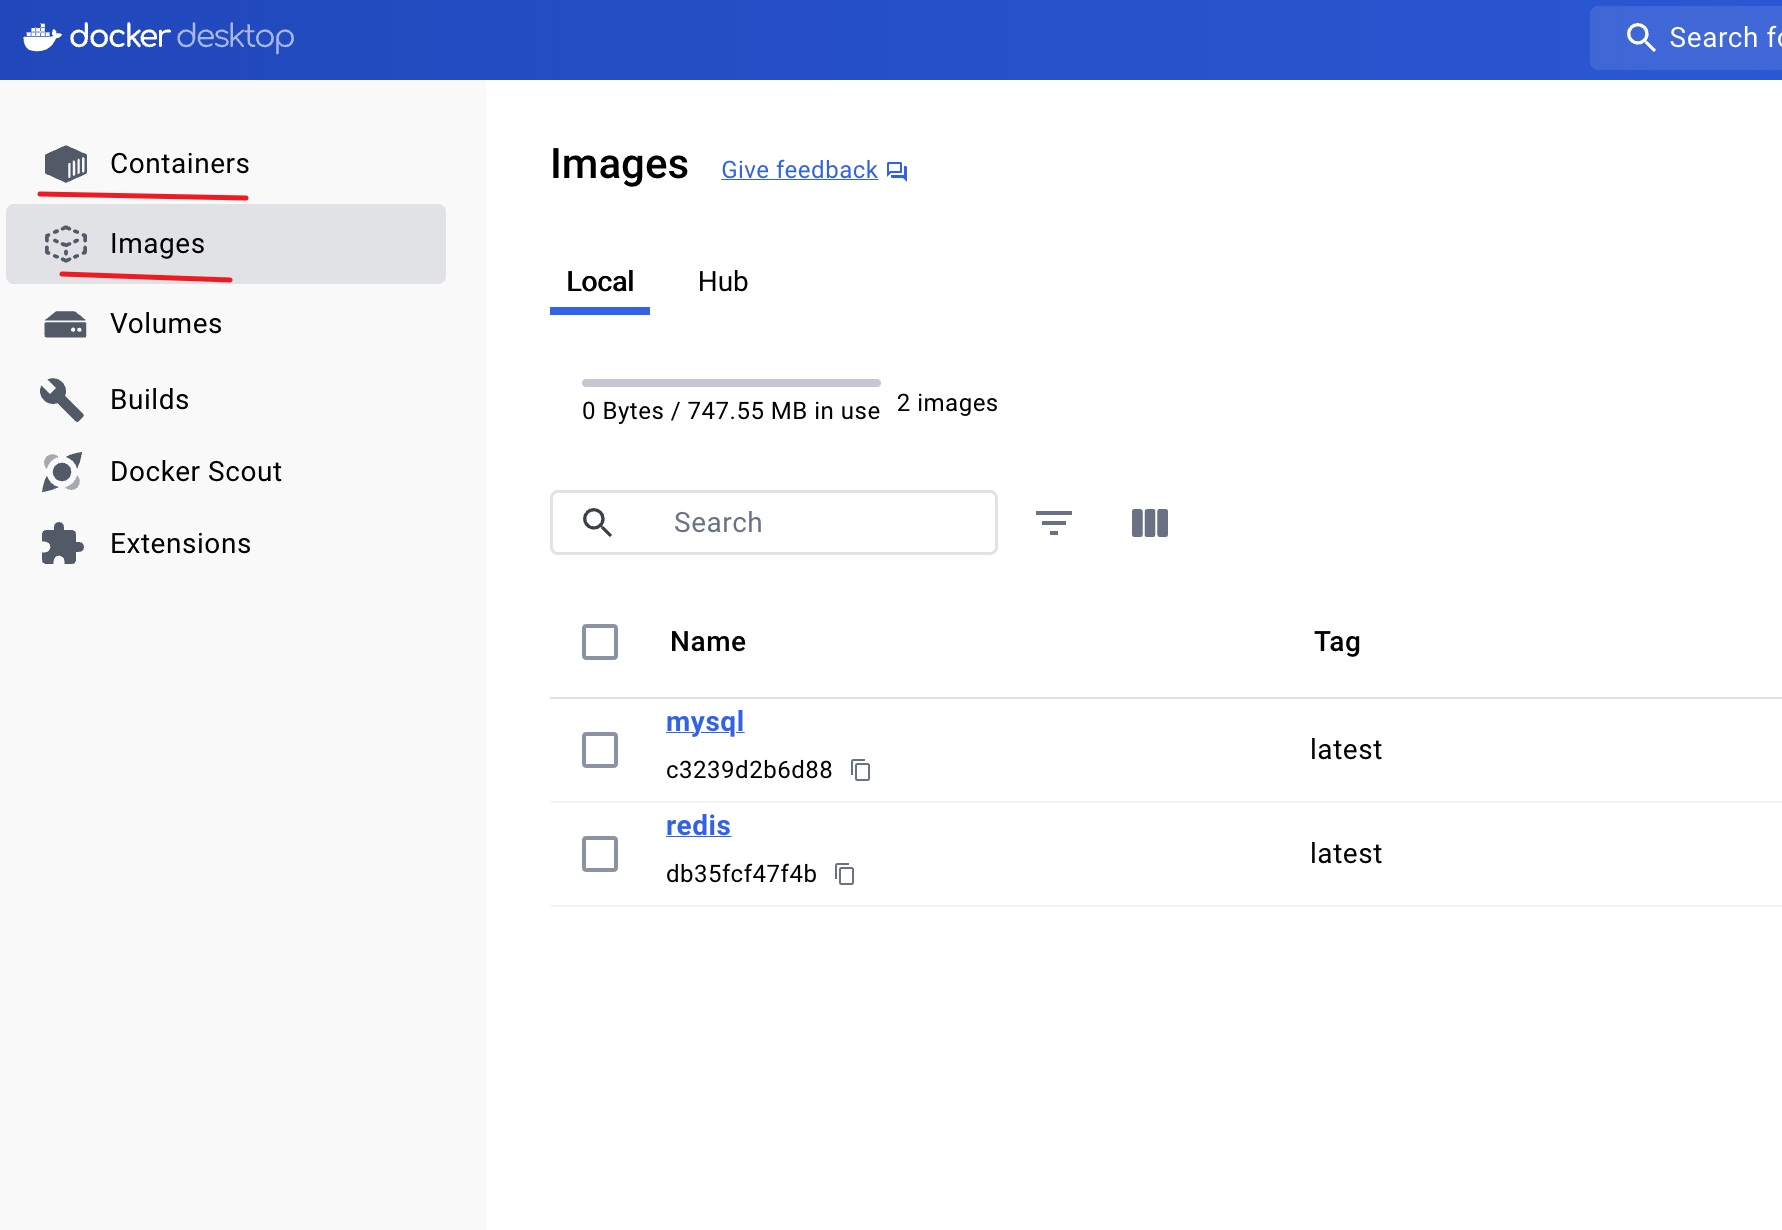 docker desktop
Search fo
Containers
Images
Volumes
Builds
Docker Scout
Extensions
Images
Give feedback
Local
Hub
0 Bytes / 747.55 MB in use
2 images
Search
Name
Tag
mysql
c3239d2b6d88
latest
redis
db35fcf47f4b
latest